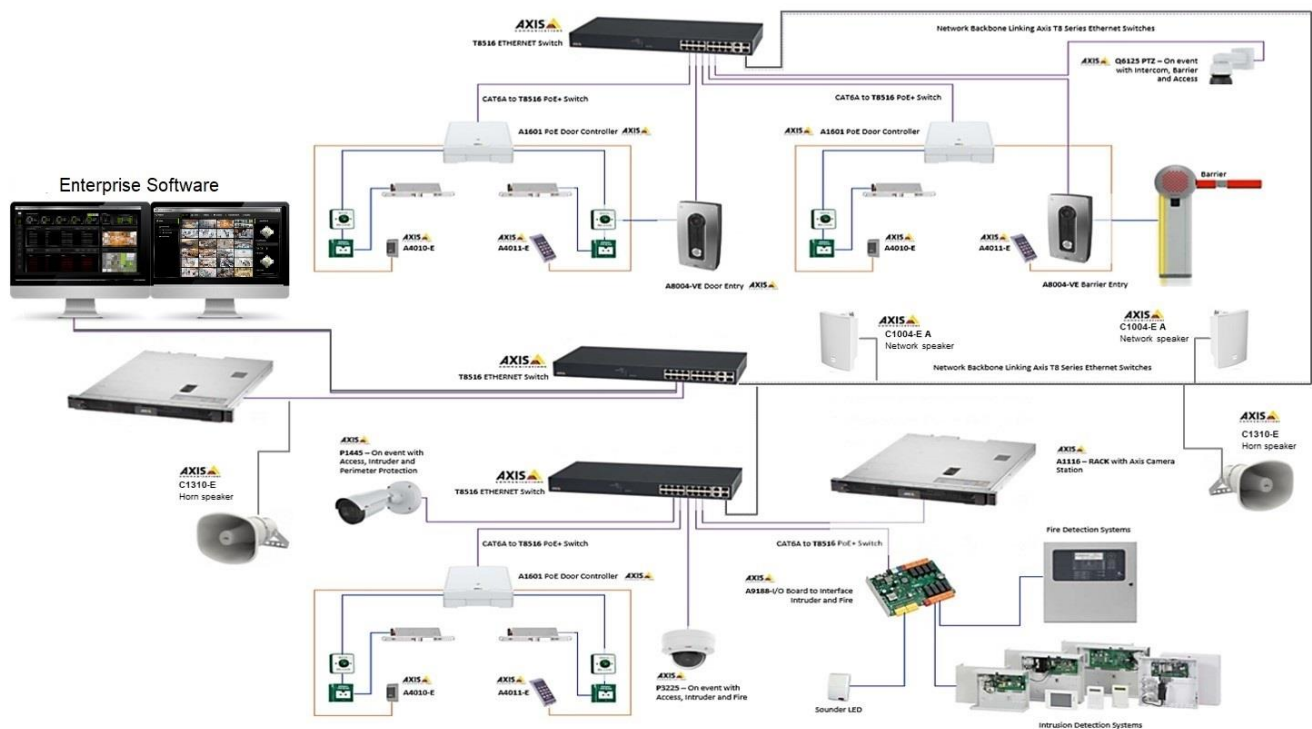 AXIS
COMMUNICATIONS
T8516 ETHERNET Switch
Network Backbone Linking Axis T8 Series Ethernet Switches
AXIS
Q6125 PTZ – On event
with Intercom, Barrier
and Access
CAT6A to T8516 PoE+ Switch
CAT6A to T8516 PoE+ Switch
A1601 PoE Door Controller AXIS
A1601 PoE Door Controller AXIS
Enterprise Software
Barrier
AXIS
A4010-E
AXIS
A4011-E
AXIS
A4010-E
AXIS
A4011-E
A8004-VE Door Entry AXIS
A8004-VE Barrier Entry
AXIS
COMMUNICATIONS
C1004-E A
Network speaker
AXIS
COMMUNICATIONS
C1004-E A
Network speaker
AXIS
COMMUNICATIONS
T8516 ETHERNET Switch
Network Backbone Linking Axis T8 Series Ethernet Switches
AXIS
COMMUNICATIONS
C1310-E
Horn speaker
AXIS
P1445 – On event with
Access, Intruder and
Perimeter Protection
AXIS
COMMUNICATIONS
T8516 ETHERNET Switch
AXIS
A1116 – RACK with Axis Camera
Station
AXIS
COMMUNICATIONS
C1310-E
Horn speaker
CAT6A to T8516 PoE+ Switch
CAT6A to T8516 PoE+ Switch
Fire Detection Systems
A1601 PoE Door Controller AXIS
AXIS
A9188-I/O Board to Interface
Intruder and Fire
AXIS
A4010-E
AXIS
A4011-E
AXIS
P3225 – On event with
Access, Intruder and Fire
Sounder LED
Intrusion Detection Systems